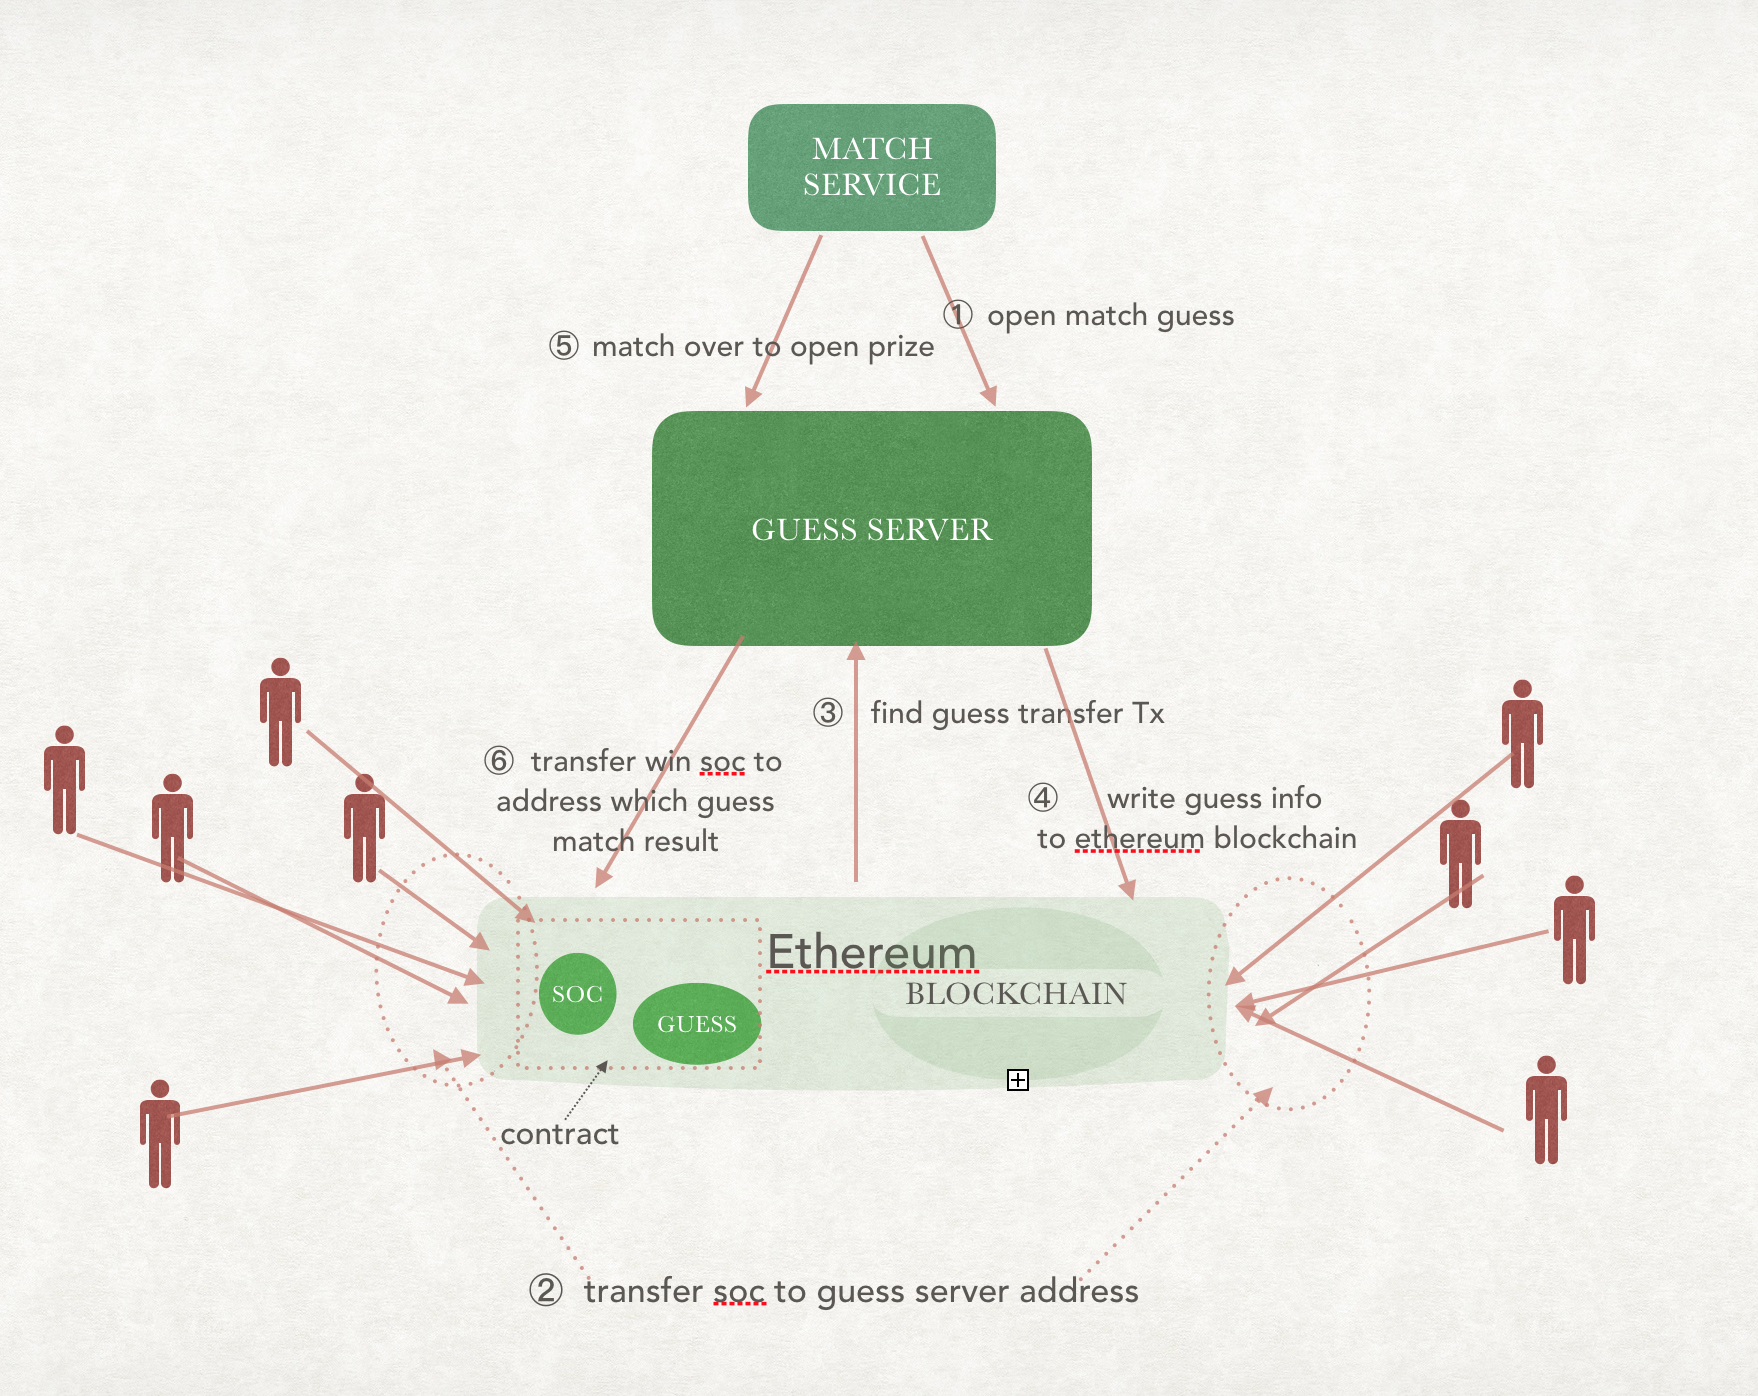 MATCH
SERVICE
① open match guess
⑤ match over to open prize
GUESS SERVER
③ find guess transfer Tx
⑥ transfer win soc to
address which guess
match result
④ write guess info
to ethereum blockchain
Ethereum
SOC
BLOCKCHAIN
GUESS
contract
② transfer soc to guess server address